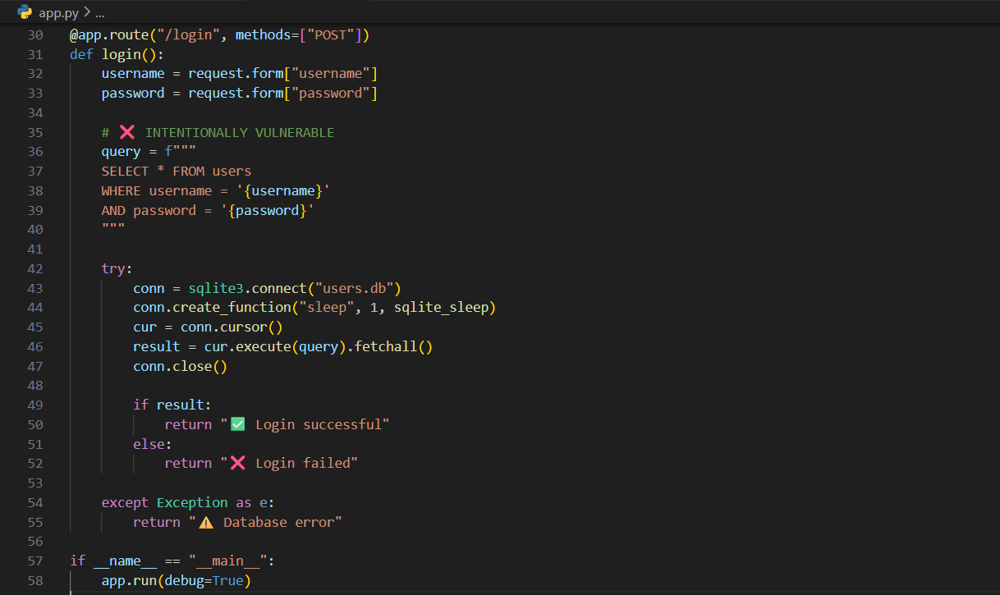 app.py > ...
30 @app.route("/login", methods=["POST"])
31 def login():
32     username = request.form["username"]
33     password = request.form["password"]
34
35     # ❌ INTENTIONALLY VULNERABLE
36     query = f"""
37     SELECT * FROM users
38     WHERE username = '{username}'
39     AND password = '{password}'
40     """
41
42     try:
43         conn = sqlite3.connect("users.db")
44         conn.create_function("sleep", 1, sqlite_sleep)
45         cur = conn.cursor()
46         result = cur.execute(query).fetchall()
47         conn.close()
48
49         if result:
50             return "✅ Login successful"
51         else:
52             return "❌ Login failed"
53
54     except Exception as e:
55         return "⚠️ Database error"
56
57 if __name__ == "__main__":
58     app.run(debug=True)